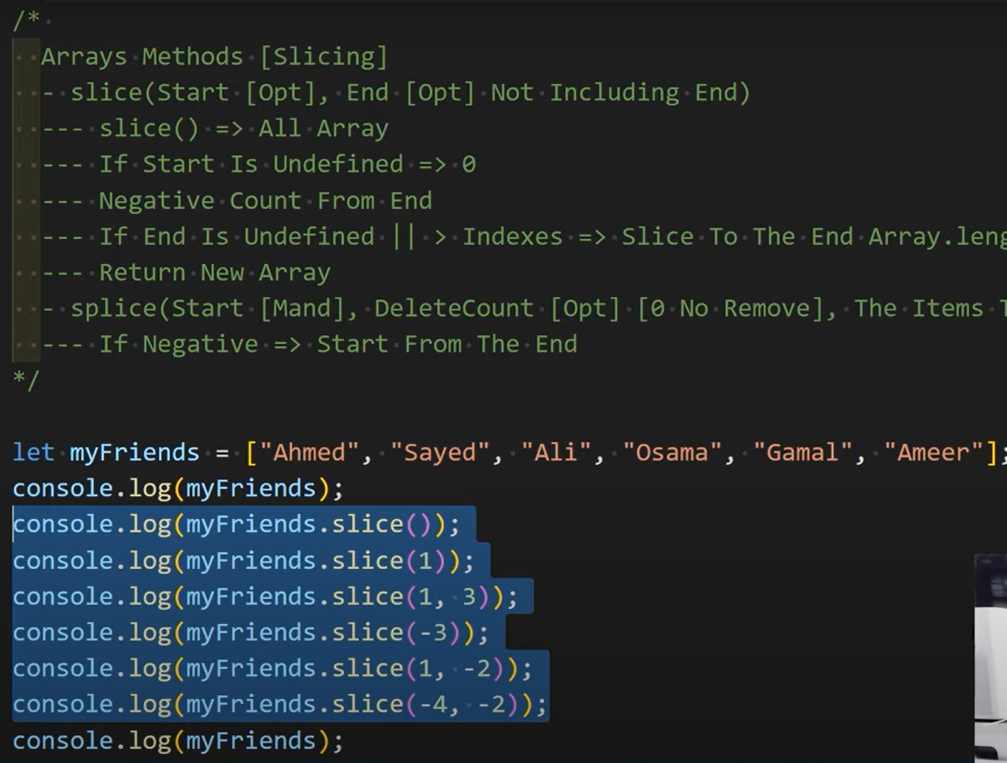 /*
Arrays Methods [Slicing]
- slice(Start [Opt], End [Opt] Not Including End)
--- slice() => All Array
--- If Start Is Undefined => 0
--- Negative Count From End
--- If End Is Undefined || > Indexes => Slice To The End Array.leng
--- Return New Array
- splice(Start [Mand], DeleteCount [Opt] [0 No Remove], The Items T
--- If Negative => Start From The End
*/
let myFriends = ["Ahmed", "Sayed", "Ali", "Osama", "Gamal", "Ameer"];
console.log(myFriends);
console.log(myFriends.slice());
console.log(myFriends.slice(1));
console.log(myFriends.slice(1, 3));
console.log(myFriends.slice(-3));
console.log(myFriends.slice(1, -2));
console.log(myFriends.slice(-4, -2));
console.log(myFriends);